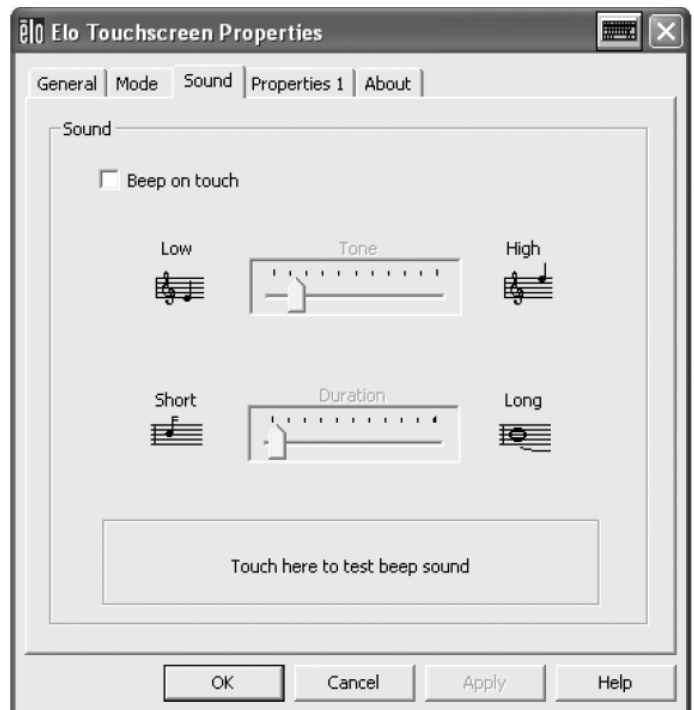 ēlo Elo Touchscreen Properties
General Mode Sound Properties 1 About
Sound
Beep on touch
Low Tone High
Short Duration Long
Touch here to test beep sound
OK Cancel Apply Help